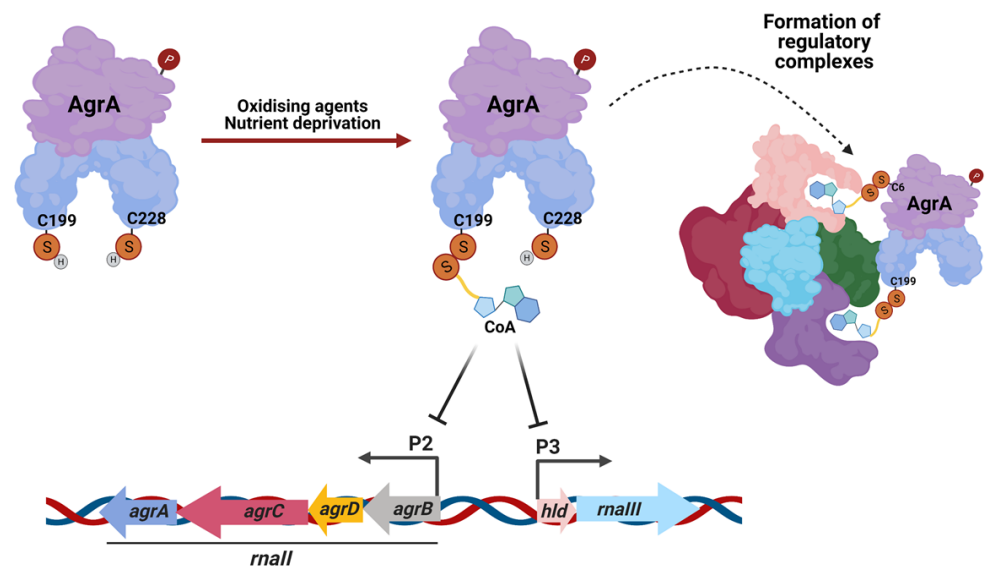 Formation of
regulatory
complexes
P
AgrA
C199
C228
S
H
H
S
Oxidising agents
Nutrient deprivation
P
AgrA
C199
C228
S
S
H
S
CoA
S
S
C6
P
AgrA
C199
S
S
P2
P3
agrA
agrC
agrD
agrB
hld
rnaIII
rnaII